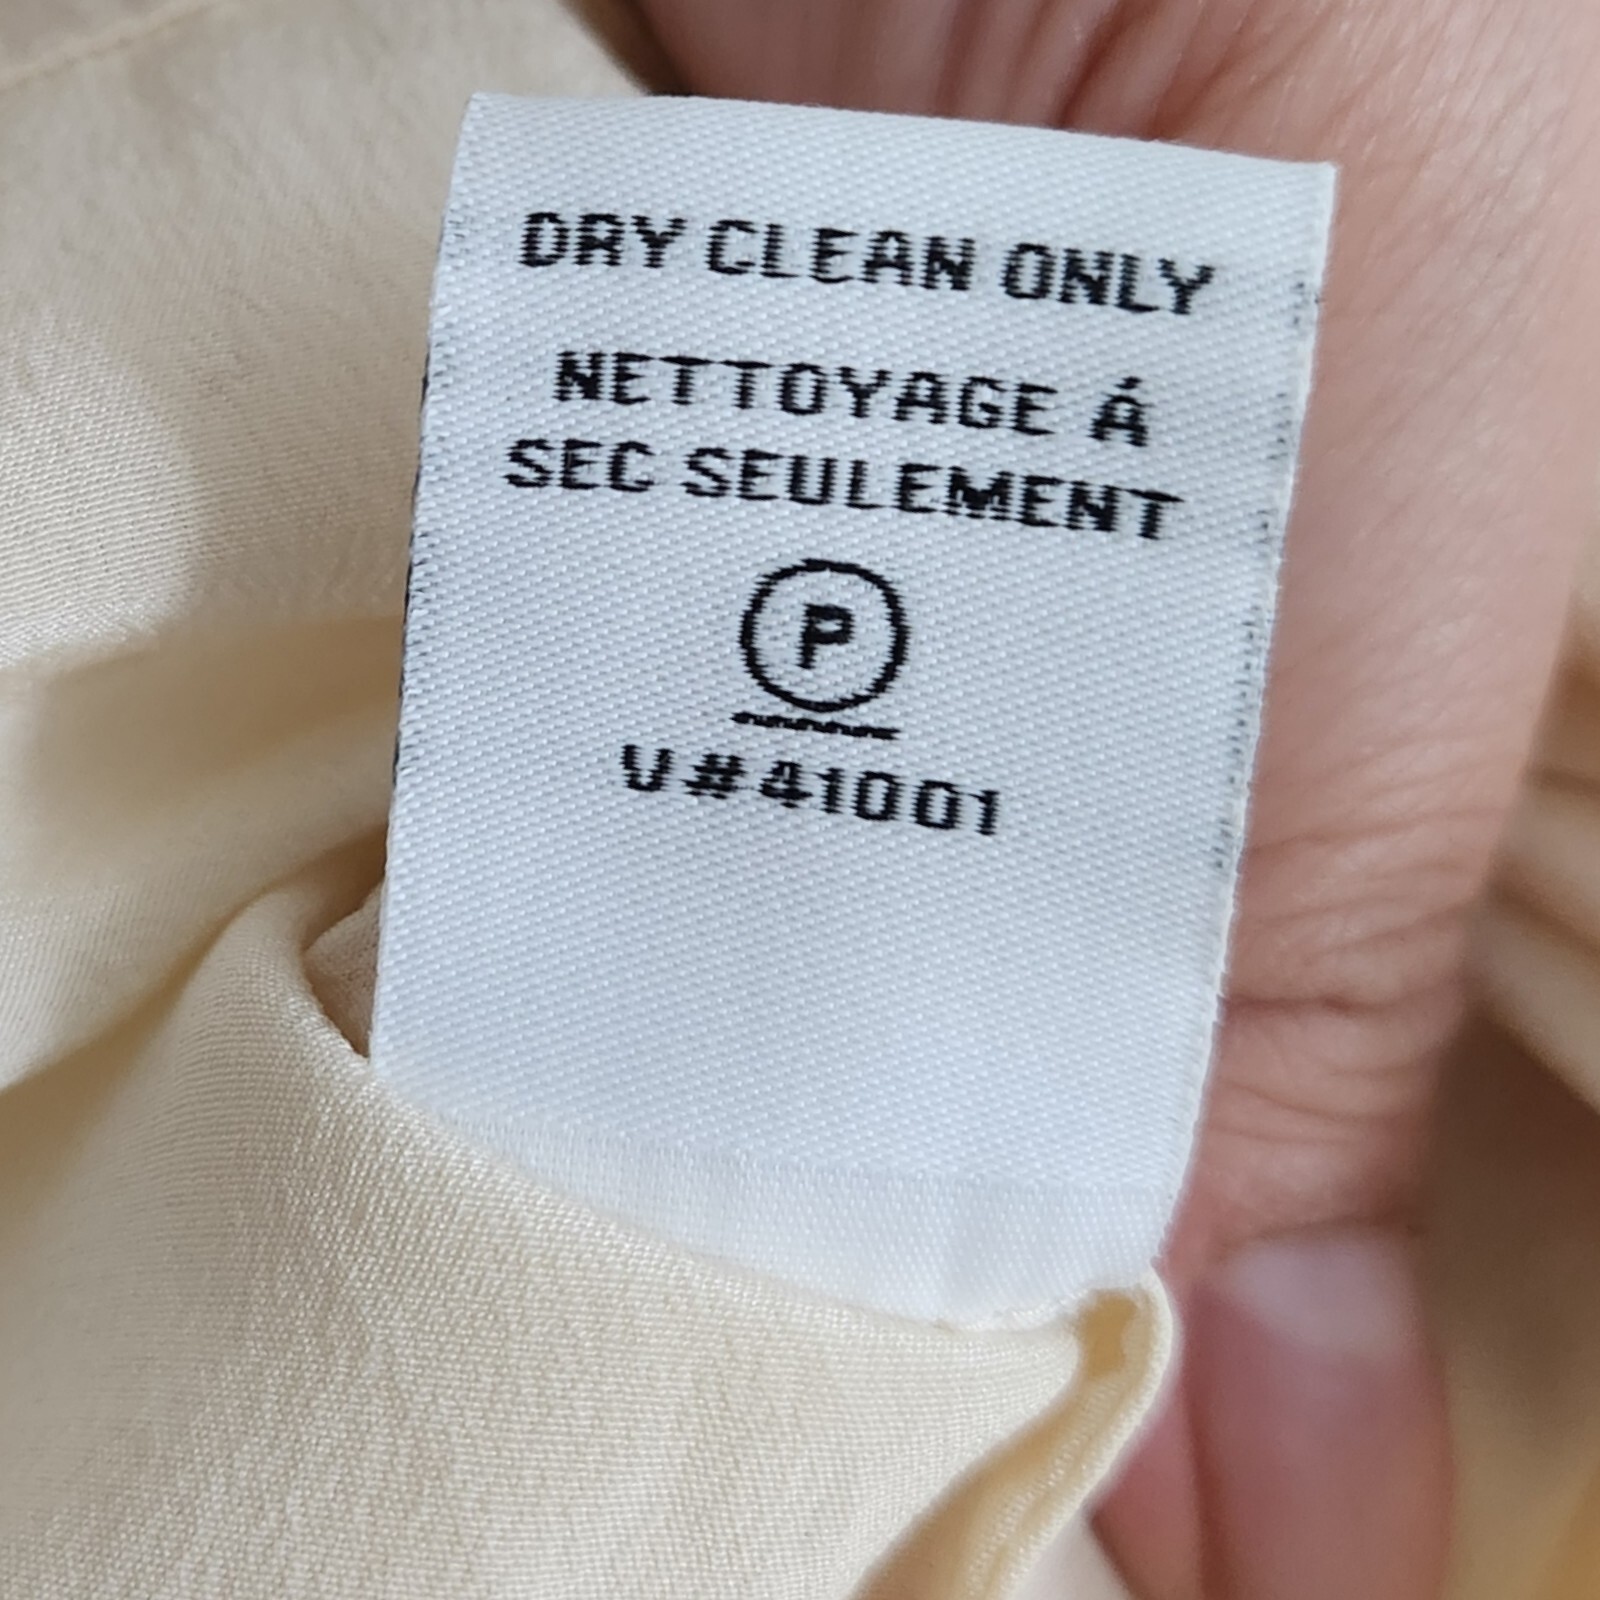 DRY CLEAN ONLY
NETTOYAGE Á
SEC SEULEMENT
P
V#41001